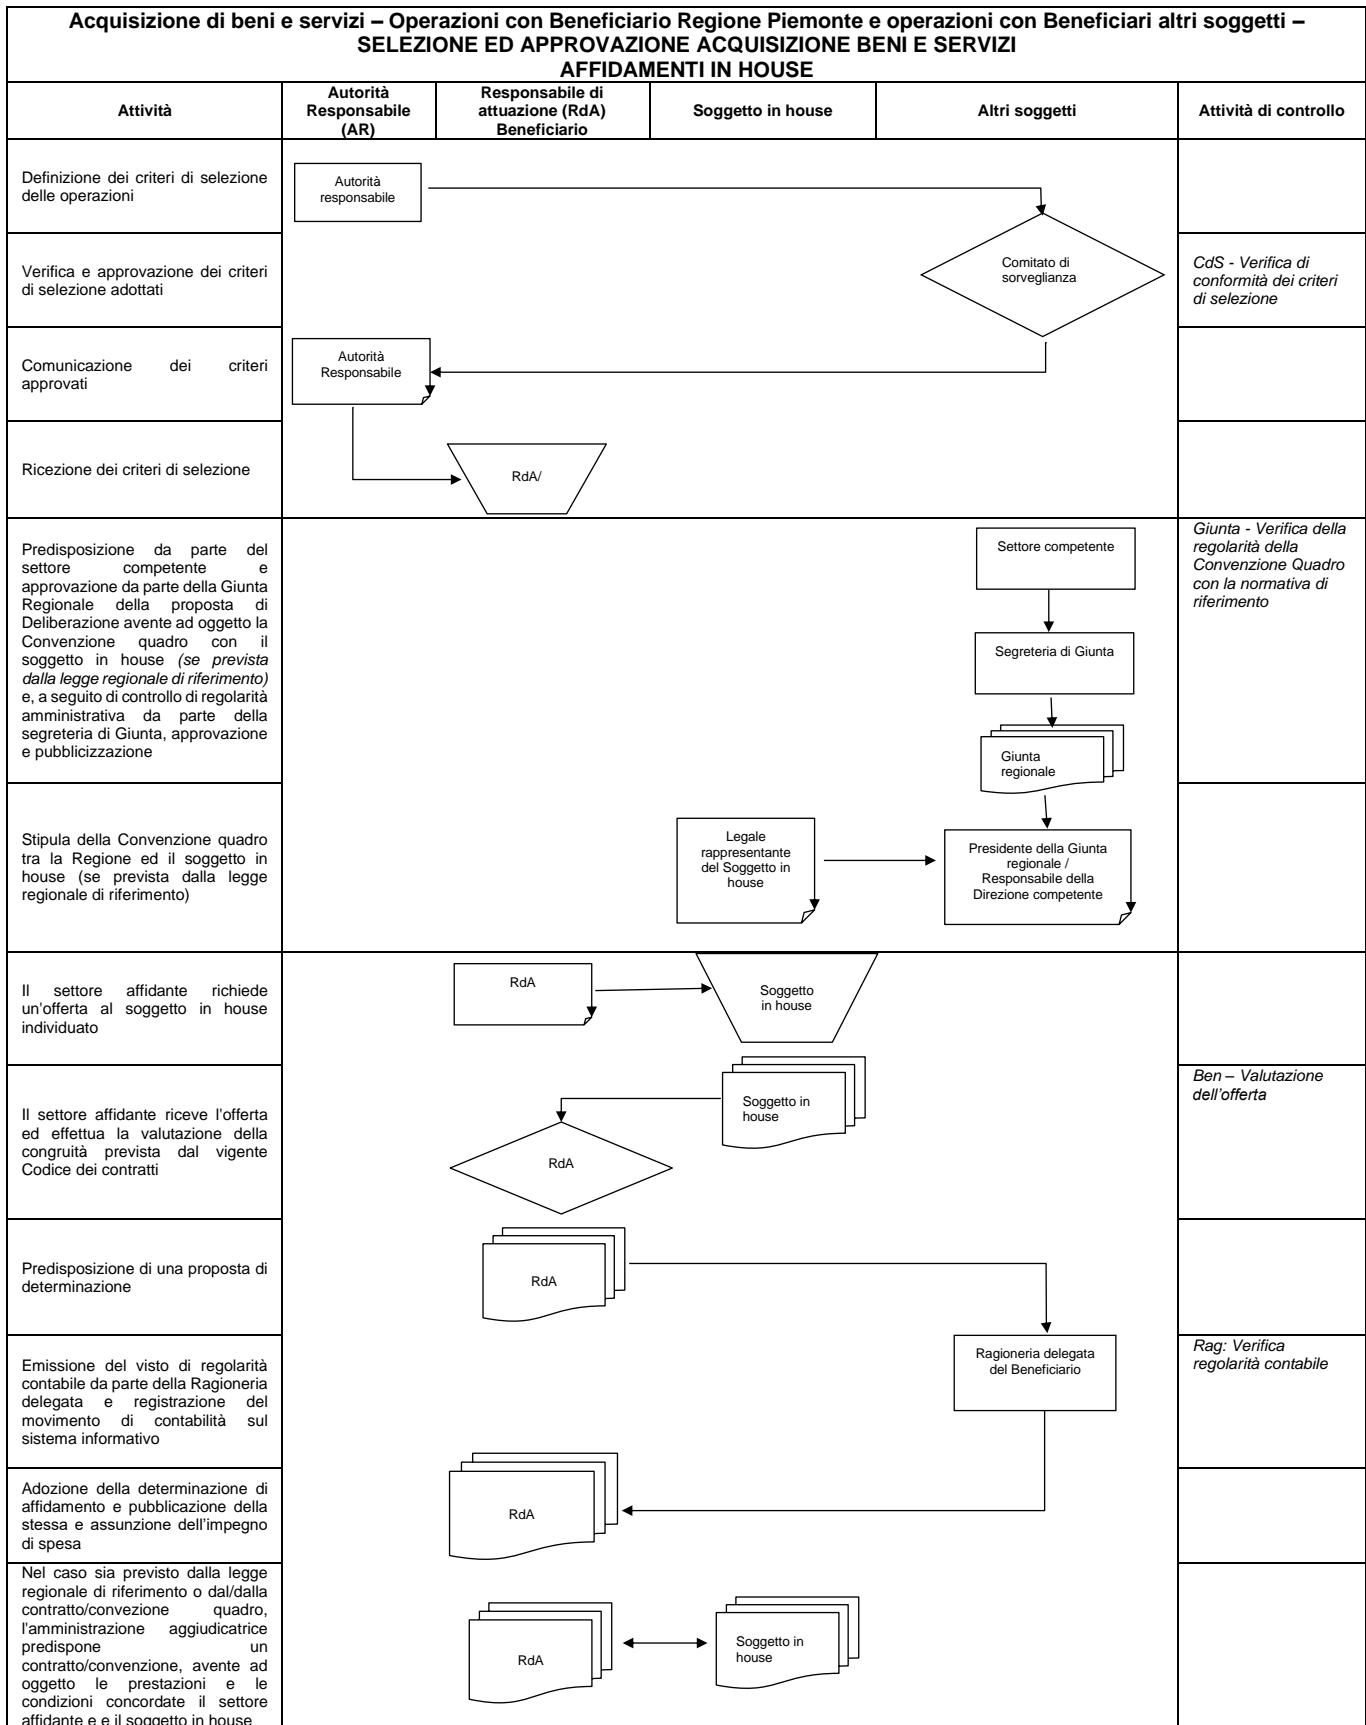 Acquisizione di beni e servizi – Operazioni con Beneficiario Regione Piemonte e operazioni con Beneficiari altri soggetti –
SELEZIONE ED APPROVAZIONE ACQUISIZIONE BENI E SERVIZI
AFFIDAMENTI IN HOUSE
Attività
Autorità
Responsabile
(AR)
Responsabile di
attuazione (RdA)
Beneficiario
Soggetto in house
Altri soggetti
Attività di controllo
Definizione dei criteri di selezione
delle operazioni
Autorità
responsabile
Verifica e approvazione dei criteri
di selezione adottati
Comitato di
sorveglianza
CdS - Verifica di
conformità dei criteri
di selezione
Comunicazione dei criteri
approvati
Autorità
Responsabile
Ricezione dei criteri di selezione
RdA/
Predisposizione da parte del
settore competente e
approvazione da parte della Giunta
Regionale della proposta di
Deliberazione avente ad oggetto la
Convenzione quadro con il
soggetto in house (se prevista
dalla legge regionale di riferimento)
e, a seguito di controllo di regolarità
amministrativa da parte della
segreteria di Giunta, approvazione
e pubblicizzazione
Settore competente
Segreteria di Giunta
Giunta
regionale
Giunta - Verifica della
regolarità della
Convenzione Quadro
con la normativa di
riferimento
Stipula della Convenzione quadro
tra la Regione ed il soggetto in
house (se prevista dalla legge
regionale di riferimento)
Legale
rappresentante
del Soggetto in
house
Presidente della Giunta
regionale /
Responsabile della
Direzione competente
Il settore affidante richiede
un'offerta al soggetto in house
individuato
RdA
Soggetto
in house
Il settore affidante riceve l'offerta
ed effettua la valutazione della
congruità prevista dal vigente
Codice dei contratti
Soggetto in
house
RdA
Ben – Valutazione
dell'offerta
Predisposizione di una proposta di
determinazione
RdA
Emissione del visto di regolarità
contabile da parte della Ragioneria
delegata e registrazione del
movimento di contabilità sul
sistema informativo
Ragioneria delegata
del Beneficiario
Rag: Verifica
regolarità contabile
Adozione della determinazione di
affidamento e pubblicazione della
stessa e assunzione dell'impegno
di spesa
RdA
Nel caso sia previsto dalla legge
regionale di riferimento o dal/dalla
contratto/convezione quadro,
l'amministrazione aggiudicatrice
predispone un
contratto/convenzione, avente ad
oggetto le prestazioni e le
condizioni concordate il settore
affidante e e il soggetto in house
RdA
Soggetto in
house